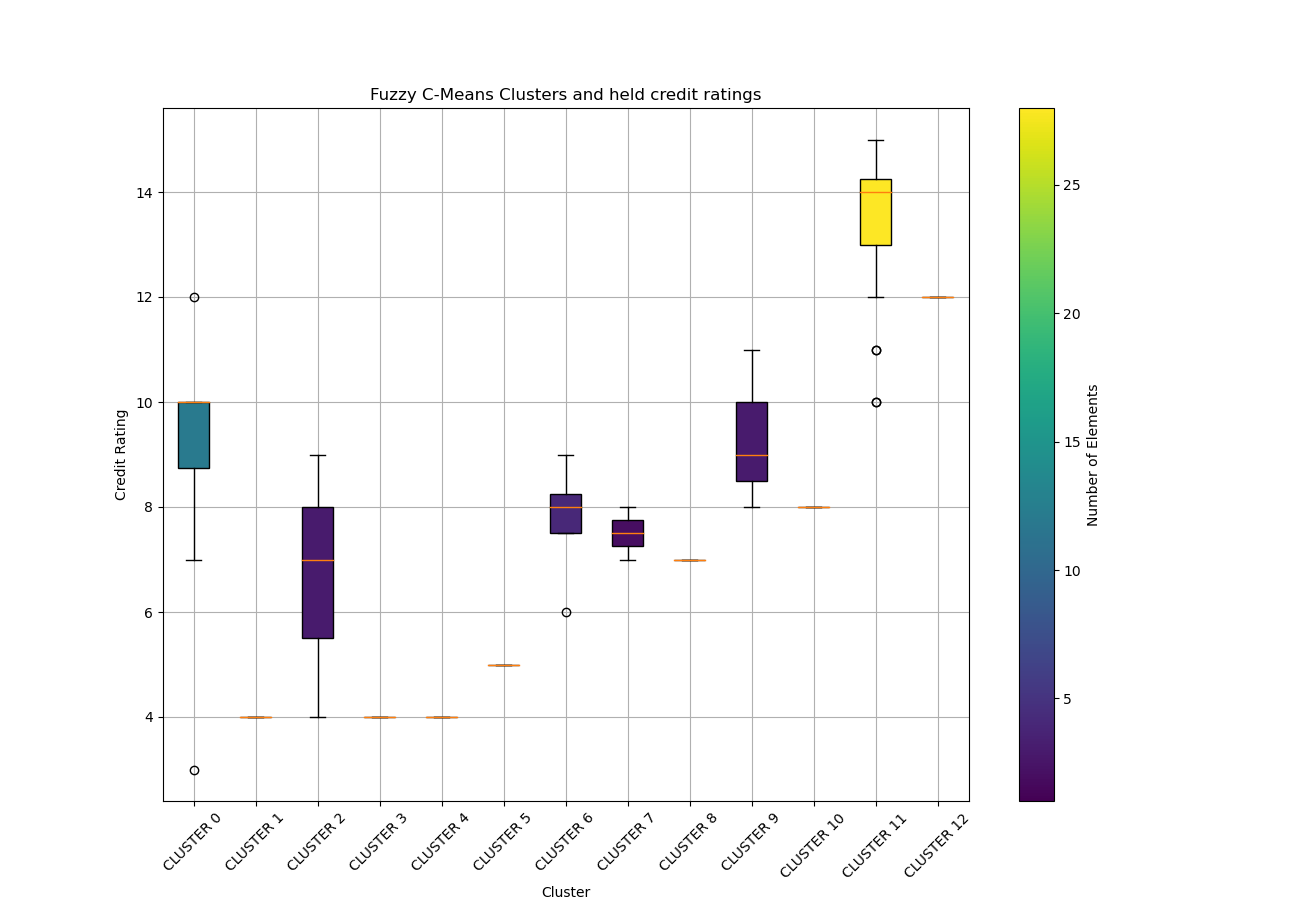 Fuzzy C-Means Clusters and held credit ratings
14
12
10
8
6
4
Credit Rating
CLUSTER 0
CLUSTER 1
CLUSTER 2
CLUSTER 3
CLUSTER 4
CLUSTER 5
CLUSTER 6
CLUSTER 7
CLUSTER 8
CLUSTER 9
CLUSTER 10
CLUSTER 11
CLUSTER 12
Cluster
25
20
15
10
5
Number of Elements